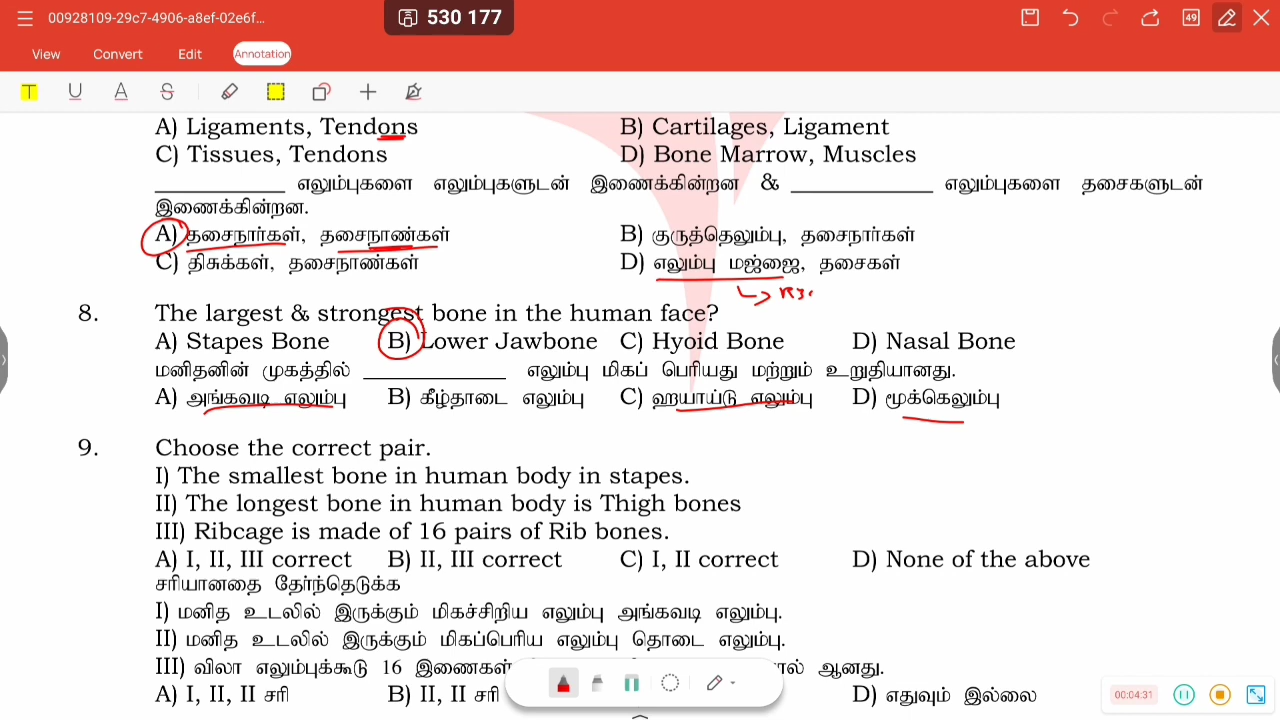 00928109-29c7-4906-a8ef-02e6f...
530 177
49
View Convert Edit Annotation
T U A S
A) Ligaments, Tendons B) Cartilages, Ligament
C) Tissues, Tendons D) Bone Marrow, Muscles
____________ எலும்புகளை எலும்புகளுடன் இணைக்கின்றன & ____________ எலும்புகளை தசைகளுடன்
இணைக்கின்றன.
A) தசைநார்கள், தசைநாண்கள் B) குருத்தெலும்பு, தசைநார்கள்
C) திசுக்கள், தசைநாண்கள் D) எலும்பு மஜ்ஜை, தசைகள்
8. The largest & strongest bone in the human face?
A) Stapes Bone B) Lower Jawbone C) Hyoid Bone D) Nasal Bone
மனிதனின் முகத்தில் ____________ எலும்பு மிகப் பெரியது மற்றும் உறுதியானது.
A) அங்கவடி எலும்பு B) கீழ்தாடை எலும்பு C) ஹயாய்டு எலும்பு D) மூக்கெலும்பு
9. Choose the correct pair.
I) The smallest bone in human body in stapes.
II) The longest bone in human body is Thigh bones
III) Ribcage is made of 16 pairs of Rib bones.
A) I, II, III correct B) II, III correct C) I, II correct D) None of the above
சரியானதை தேர்ந்தெடுக்க
I) மனித உடலில் இருக்கும் மிகச்சிறிய எலும்பு அங்கவடி எலும்பு.
II) மனித உடலில் இருக்கும் மிகப்பெரிய எலும்பு தொடை எலும்பு.
III) விலா எலும்புக்கூடு 16 இணைகள் ஆனது.
A) I, II, II சரி B) II, II சரி D) எதுவும் இல்லை
00:04:31